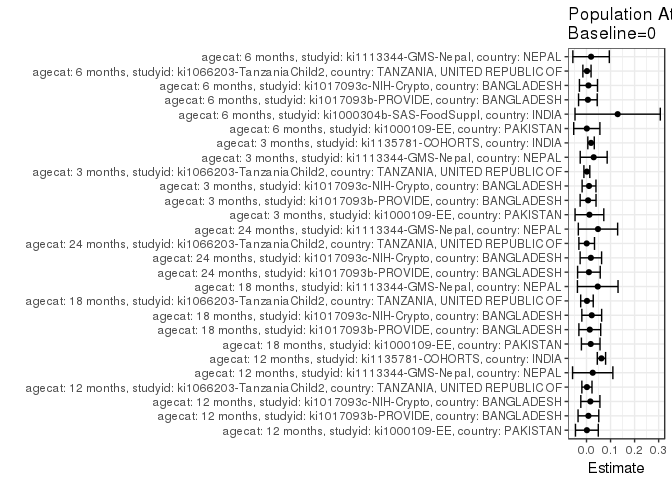 Population At
Baseline=0
agecat: 6 months, studyid: ki1113344-GMS-Nepal, country: NEPAL
agecat: 6 months, studyid: ki1066203-TanzaniaChild2, country: TANZANIA, UNITED REPUBLIC OF
agecat: 6 months, studyid: ki1017093c-NIH-Crypto, country: BANGLADESH
agecat: 6 months, studyid: ki1017093b-PROVIDE, country: BANGLADESH
agecat: 6 months, studyid: ki1000304b-SAS-FoodSuppl, country: INDIA
agecat: 6 months, studyid: ki1000109-EE, country: PAKISTAN
agecat: 3 months, studyid: ki1135781-COHORTS, country: INDIA
agecat: 3 months, studyid: ki1113344-GMS-Nepal, country: NEPAL
agecat: 3 months, studyid: ki1066203-TanzaniaChild2, country: TANZANIA, UNITED REPUBLIC OF
agecat: 3 months, studyid: ki1017093c-NIH-Crypto, country: BANGLADESH
agecat: 3 months, studyid: ki1017093b-PROVIDE, country: BANGLADESH
agecat: 3 months, studyid: ki1000109-EE, country: PAKISTAN
agecat: 24 months, studyid: ki1113344-GMS-Nepal, country: NEPAL
agecat: 24 months, studyid: ki1066203-TanzaniaChild2, country: TANZANIA, UNITED REPUBLIC OF
agecat: 24 months, studyid: ki1017093c-NIH-Crypto, country: BANGLADESH
agecat: 24 months, studyid: ki1017093b-PROVIDE, country: BANGLADESH
agecat: 18 months, studyid: ki1113344-GMS-Nepal, country: NEPAL
agecat: 18 months, studyid: ki1066203-TanzaniaChild2, country: TANZANIA, UNITED REPUBLIC OF
agecat: 18 months, studyid: ki1017093c-NIH-Crypto, country: BANGLADESH
agecat: 18 months, studyid: ki1017093b-PROVIDE, country: BANGLADESH
agecat: 18 months, studyid: ki1000109-EE, country: PAKISTAN
agecat: 12 months, studyid: ki1135781-COHORTS, country: INDIA
agecat: 12 months, studyid: ki1113344-GMS-Nepal, country: NEPAL
agecat: 12 months, studyid: ki1066203-TanzaniaChild2, country: TANZANIA, UNITED REPUBLIC OF
agecat: 12 months, studyid: ki1017093c-NIH-Crypto, country: BANGLADESH
agecat: 12 months, studyid: ki1017093b-PROVIDE, country: BANGLADESH
agecat: 12 months, studyid: ki1000109-EE, country: PAKISTAN
0.0 0.1 0.2 0.3
Estimate